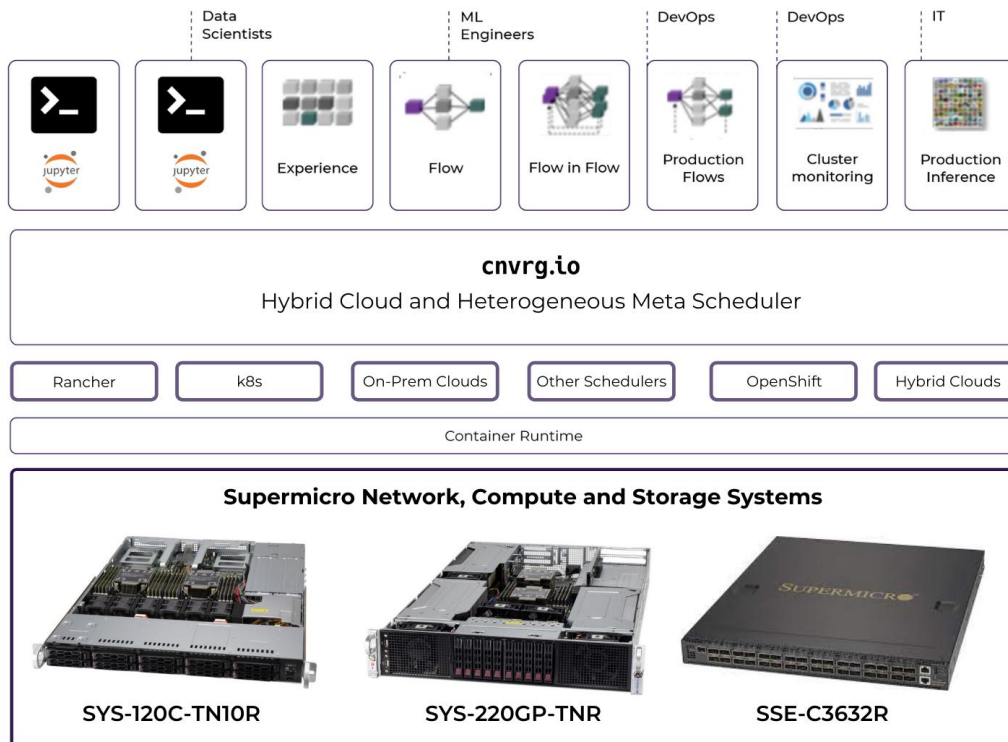 Data
Scientists
ML
Engineers
DevOps
DevOps
IT
>_
jupyter
>_
jupyter
Experience
Flow
Flow in Flow
Production
Flows
Cluster
monitoring
Production
Inference
cnvrg.io
Hybrid Cloud and Heterogeneous Meta Scheduler
Rancher
k8s
On-Prem Clouds
Other Schedulers
OpenShift
Hybrid Clouds
Container Runtime
Supermicro Network, Compute and Storage Systems
SUPERMICRO
SYS-120C-TN10R
SYS-220GP-TNR
SSE-C3632R